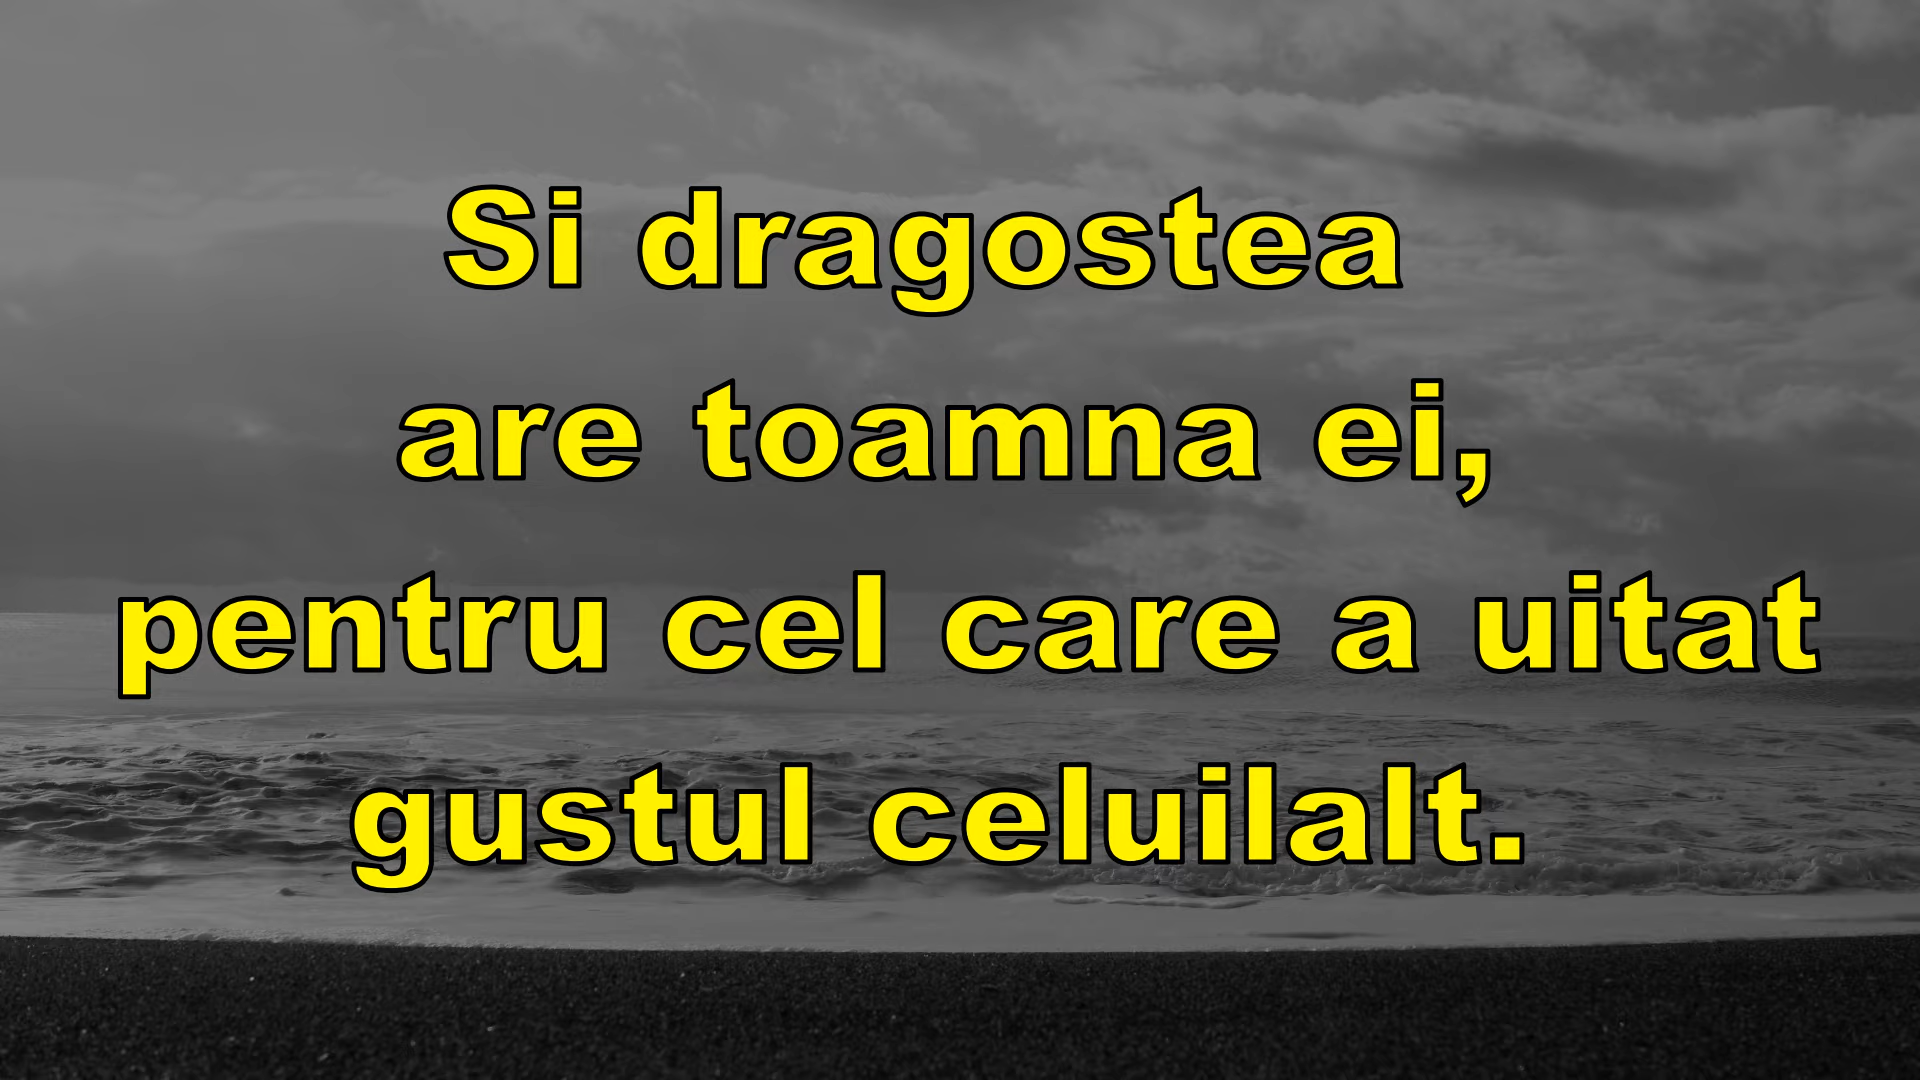 Si dragostea
are toamna ei,
pentru cel care a uitat
gustul celuilalt.